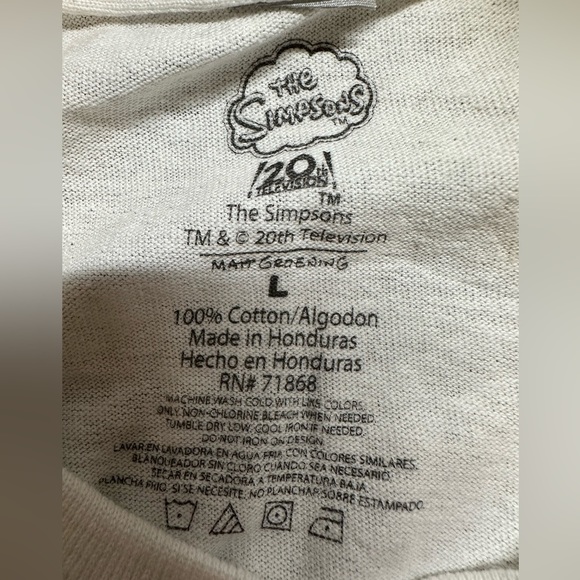 THE
SIMPSONS
TM
20th
TELEVISION
TM
The Simpsons
TM & © 20th Television
MATT GROENING
L
100% Cotton/Algodon
Made in Honduras
Hecho en Honduras
RN# 71868
MACHINE WASH COLD WITH LIKE COLORS.
ONLY NON-CHLORINE BLEACH WHEN NEEDED.
TUMBLE DRY LOW. COOL IRON IF NEEDED.
DO NOT IRON ON DESIGN.
LAVAR EN LAVADORA EN AGUA FRIA CON COLORES SIMILARES.
BLANQUEADOR SIN CLORO CUANDO SEA NECESARIO.
SECAR EN SECADORA A TEMPERATURA BAJA.
PLANCHA FRIO, SI SE NECESITE, NO PLANCHAR SOBRE ESTAMPADO.